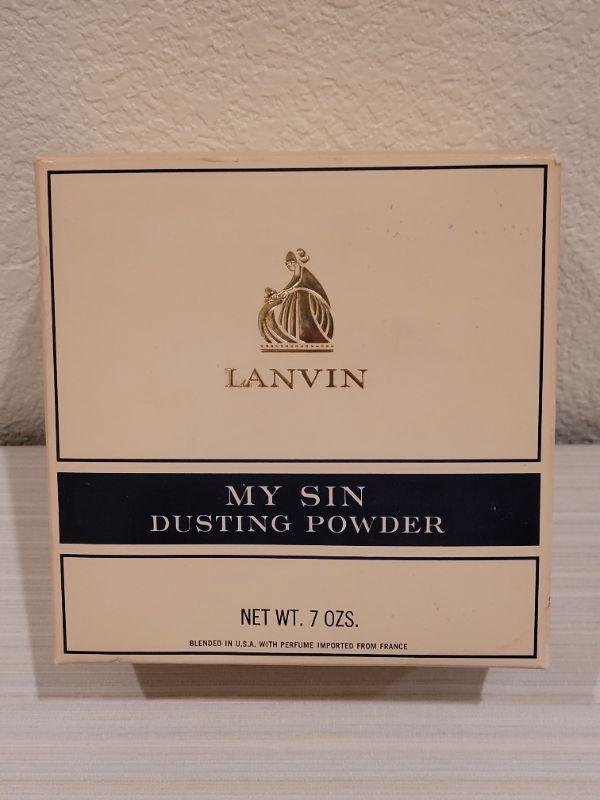 LANVIN
MY SIN
DUSTING POWDER
NET WT. 7 OZS.
BLENDED IN U.S.A. WITH PERFUME IMPORTED FROM FRANCE